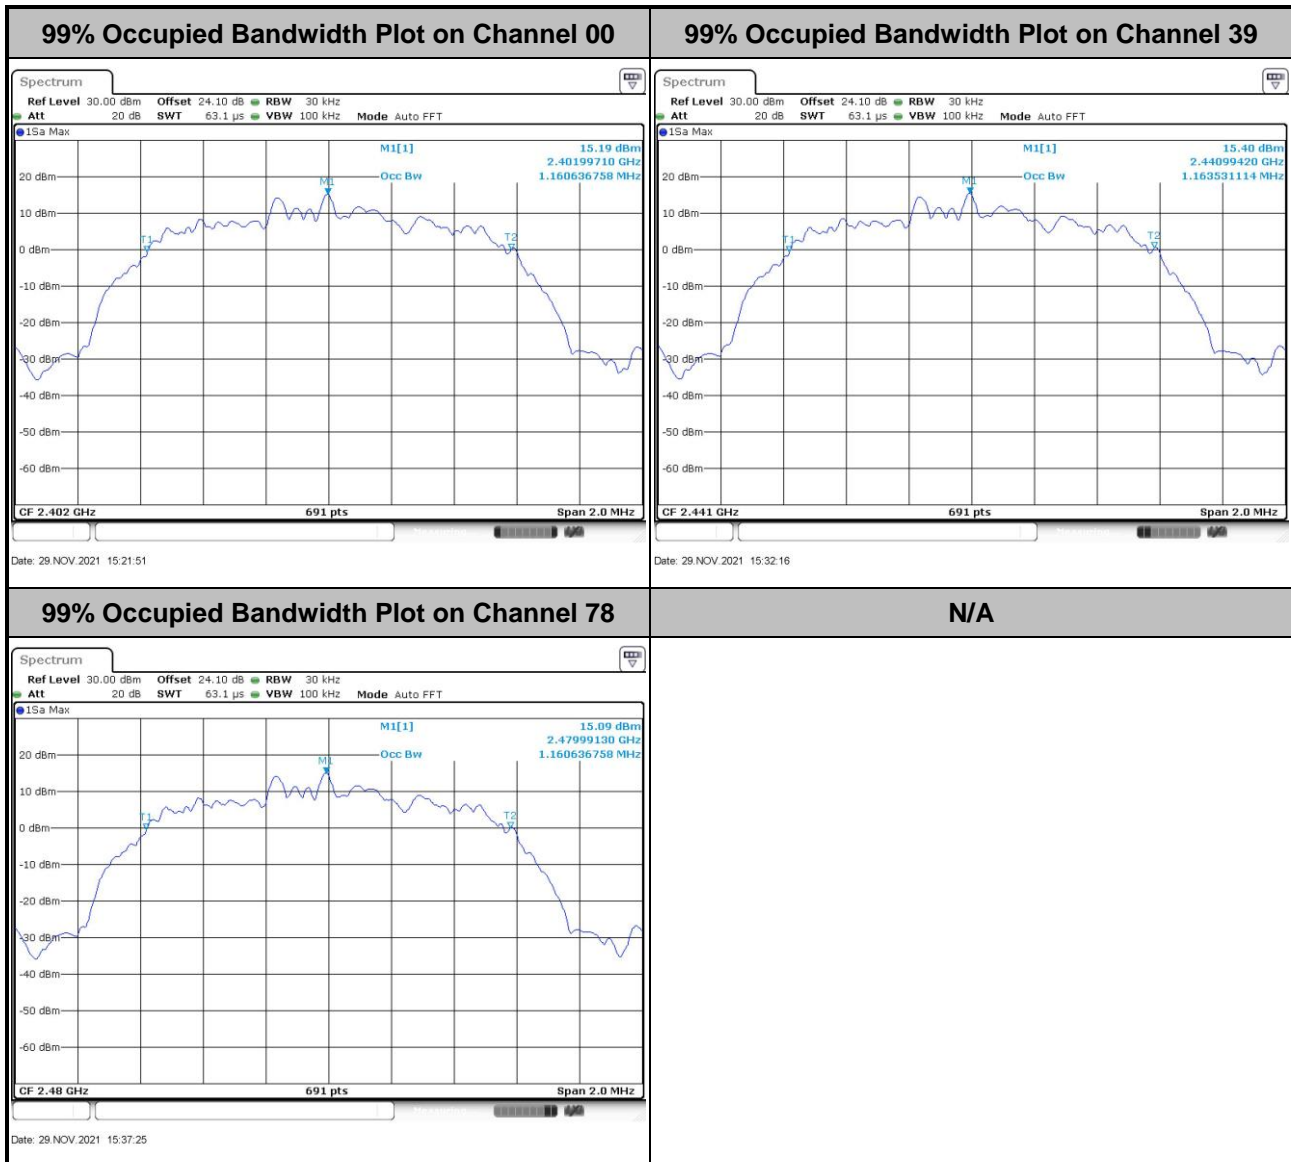 99% Occupied Bandwidth Plot on Channel 00
Spectrum
Ref Level 30.00 dBm Offset 24.10 dB RBW 30 kHz
Att 20 dB SWT 63.1 µs VBW 100 kHz Mode Auto FFT
1Sa Max
M1[1] 15.19 dBm
2.40199710 GHz
Occ Bw 1.160636758 MHz
20 dBm
M1
10 dBm
T1
T2
0 dBm
-10 dBm
-20 dBm
-30 dBm
-40 dBm
-50 dBm
-60 dBm
CF 2.402 GHz 691 pts Span 2.0 MHz
Date: 29.NOV.2021 15:21:51
99% Occupied Bandwidth Plot on Channel 39
Spectrum
Ref Level 30.00 dBm Offset 24.10 dB RBW 30 kHz
Att 20 dB SWT 63.1 µs VBW 100 kHz Mode Auto FFT
1Sa Max
M1[1] 15.40 dBm
2.44099420 GHz
Occ Bw 1.163531114 MHz
20 dBm
M1
10 dBm
T1
T2
0 dBm
-10 dBm
-20 dBm
-30 dBm
-40 dBm
-50 dBm
-60 dBm
CF 2.441 GHz 691 pts Span 2.0 MHz
Date: 29.NOV.2021 15:32:16
99% Occupied Bandwidth Plot on Channel 78
Spectrum
Ref Level 30.00 dBm Offset 24.10 dB RBW 30 kHz
Att 20 dB SWT 63.1 µs VBW 100 kHz Mode Auto FFT
1Sa Max
M1[1] 15.09 dBm
2.47999130 GHz
Occ Bw 1.160636758 MHz
20 dBm
M1
10 dBm
T1
T2
0 dBm
-10 dBm
-20 dBm
-30 dBm
-40 dBm
-50 dBm
-60 dBm
CF 2.48 GHz 691 pts Span 2.0 MHz
Date: 29.NOV.2021 15:37:25
N/A